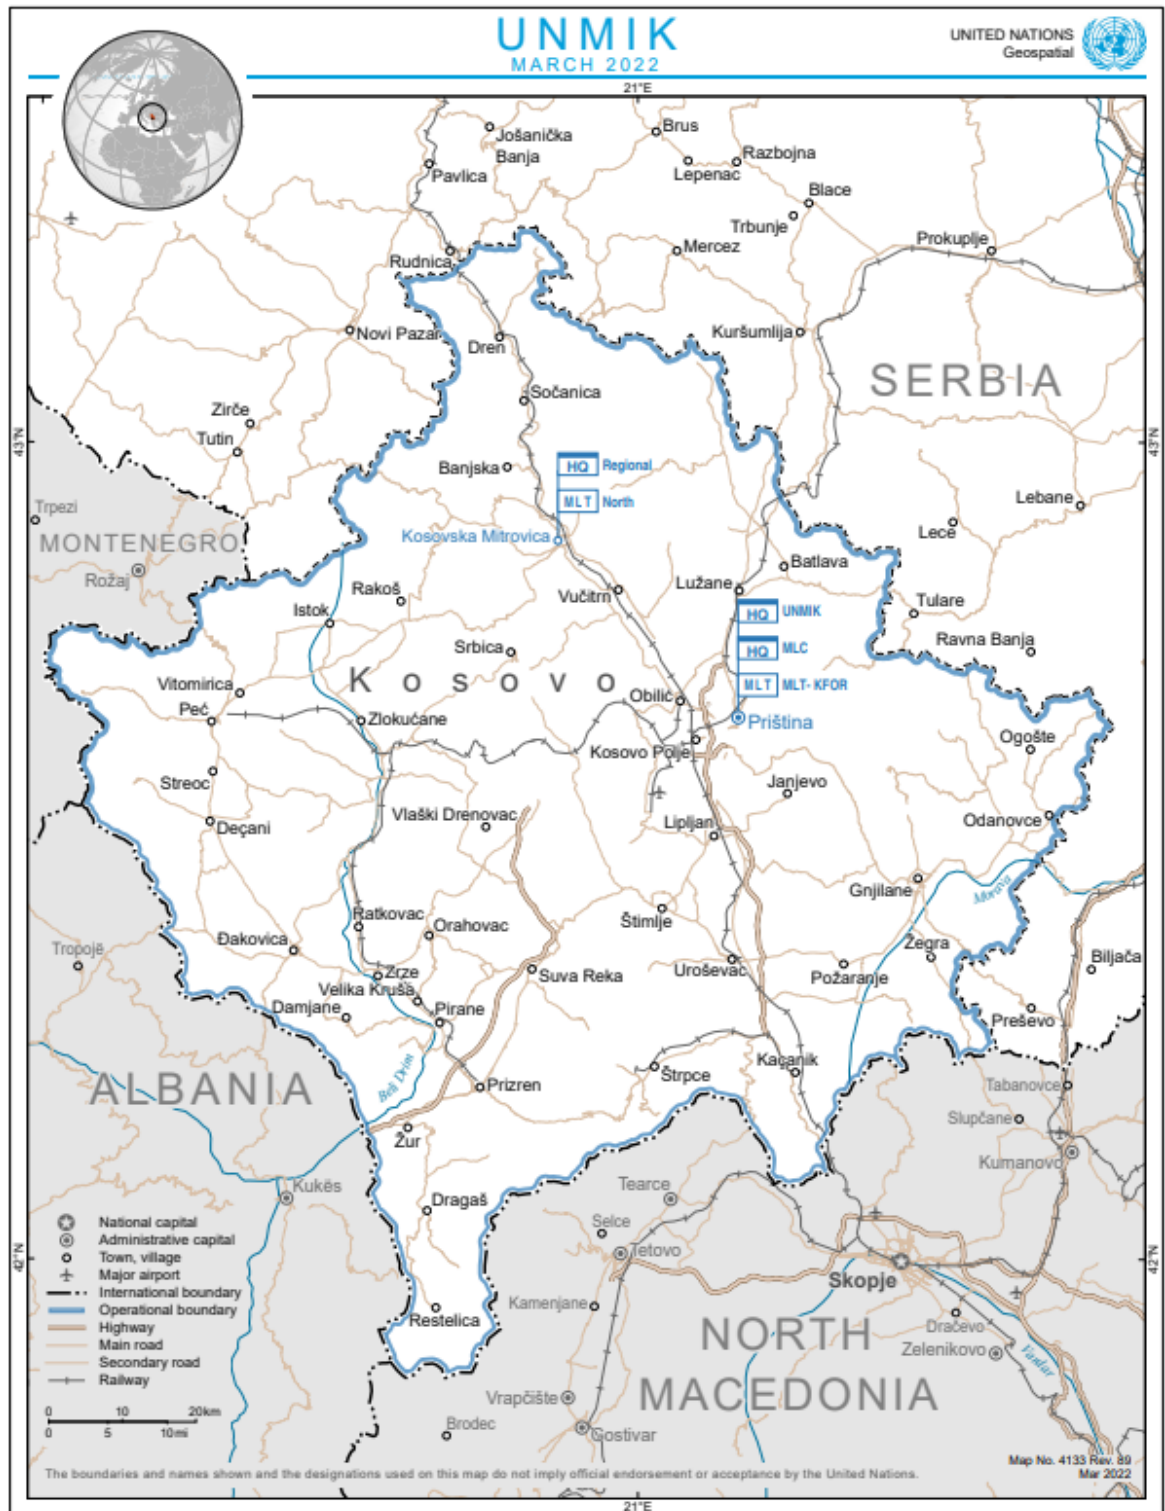 UNMIK
MARCH 2022
UNITED NATIONS
Geospatial
21°E
Jošanička
Banja
Brus
Pavlica
Lepenac
Razbojna
Blace
Trbunje
Mercez
Prokuplje
Rudnica
Novi Pazar
Dren
Kuršumlija
SERBIA
Sočanica
Zirče
Tutin
43°N
43°N
Banjska
HQ Regional
MLT North
Lebane
Lece
Trpezi
MONTENEGRO
Rožaj
Kosovska Mitrovica
Batlava
Rakoš
Vučitrn
Lužane
Istok
HQ UNMIK
Tulare
Srbica
HQ MLC
Ravna Banja
Kosovo
Vitomirica
MLT MLT-KFOR
Obilić
Peć
Zlokućane
Priština
Kosovo Polje
Ogošte
Streoc
Janjevo
Vlaški Drenovac
Deçani
Lipljan
Odanovce
Gnjilane
Morava
Ratkovac
Orahovac
Štimlje
Đakovica
Tropojë
Žegra
Biljača
Zrze
Suva Reka
Uroševac
Požaranje
Velika Kruša
Damjane
Pirane
Preševo
ALBANIA
Beli Drim
Prizren
Štrpce
Kaçanik
Tabanovce
Slupčane
Žur
Kumanovo
Kukës
Tearce
Dragaš
Selce
Tetovo
42°N
42°N
Skopje
Kamenjane
Restelica
Dračevo
NORTH
MACEDONIA
Zelenikovo
Vardar
Vrapčište
Brodec
Gostivar
National capital
Administrative capital
Town, village
Major airport
International boundary
Operational boundary
Highway
Main road
Secondary road
Railway
0 10 20km
0 5 10mi
Map No. 4133 Rev. 89
Mar 2022
The boundaries and names shown and the designations used on this map do not imply official endorsement or acceptance by the United Nations.
21°E